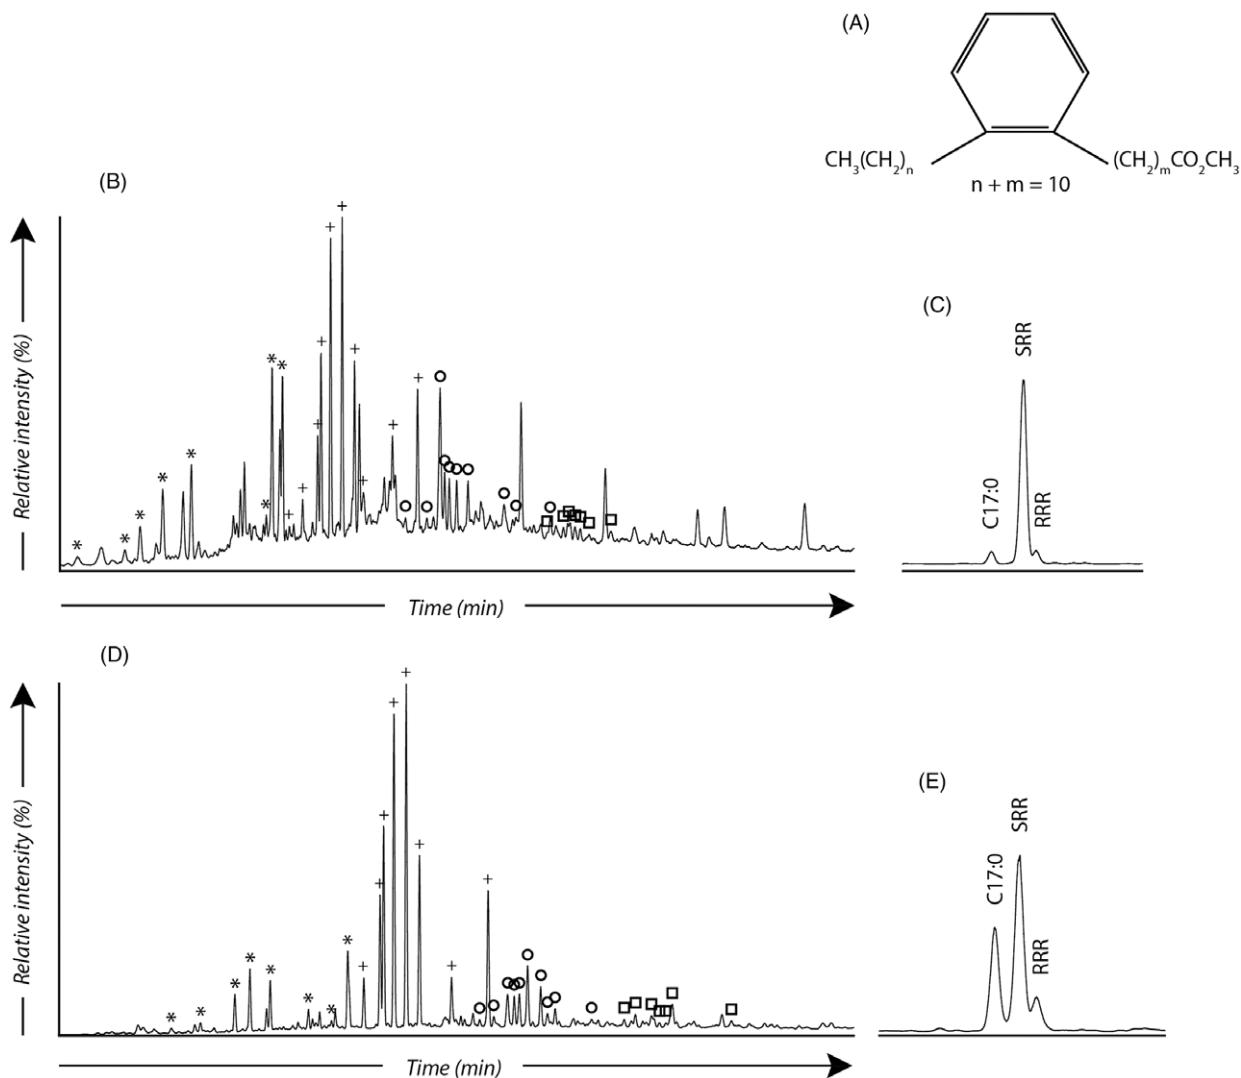 (A)
CH₃(CH₂)ₙ
(CH₂)ₘCO₂CH₃
n + m = 10
(B)
Relative intensity (%)
Time (min)
(C)
C17:0
SRR
RRR
(D)
Relative intensity (%)
Time (min)
(E)
C17:0
SRR
RRR